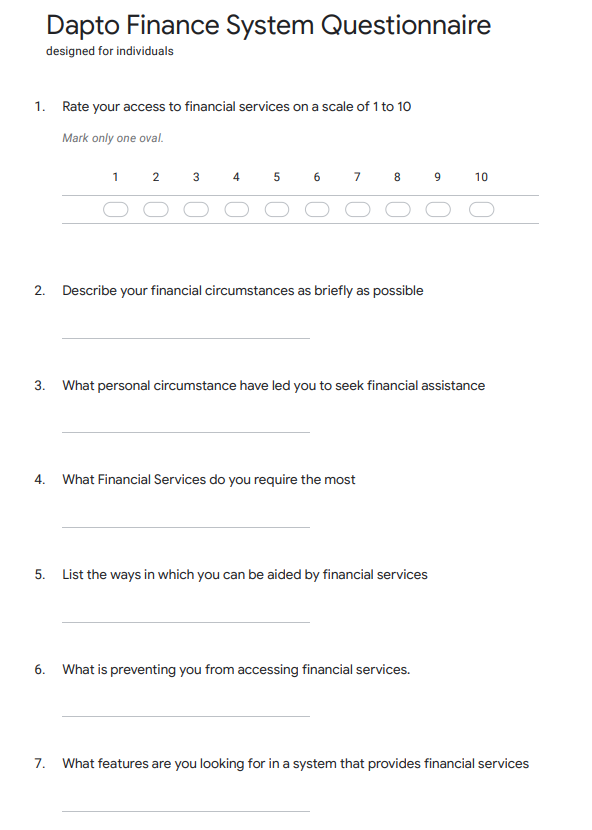 Dapto Finance System Questionnaire
designed for individuals
1. Rate your access to financial services on a scale of 1 to 10
Mark only one oval.
1 2 3 4 5 6 7 8 9 10
2. Describe your financial circumstances as briefly as possible
3. What personal circumstance have led you to seek financial assistance
4. What Financial Services do you require the most
5. List the ways in which you can be aided by financial services
6. What is preventing you from accessing financial services.
7. What features are you looking for in a system that provides financial services